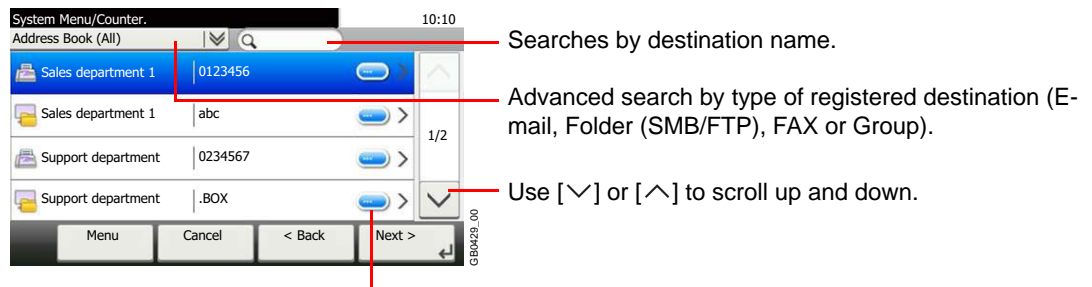 System Menu/Counter.
10:10
Address Book (All)
Searches by destination name.
Sales department 1
0123456
Sales department 1
abc
Advanced search by type of registered destination (E-
mail, Folder (SMB/FTP), FAX or Group).
1/2
Support department
0234567
Support department
.BOX
Use [∨] or [∧] to scroll up and down.
Menu
Cancel
< Back
Next >
GB0429_00